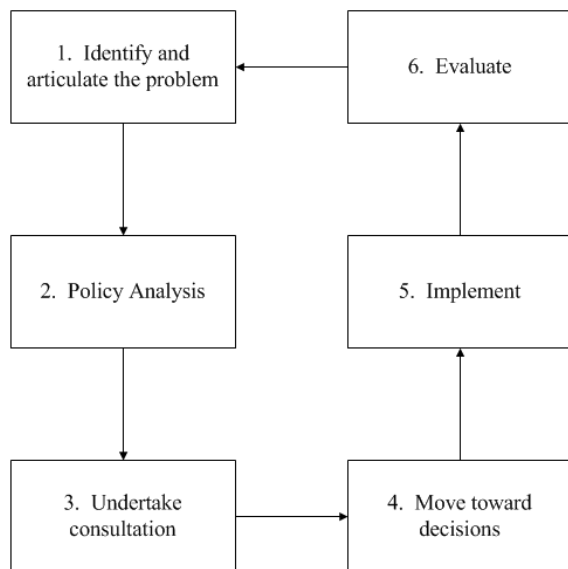 1. Identify and
articulate the problem
2. Policy Analysis
3. Undertake
consultation
4. Move toward
decisions
5. Implement
6. Evaluate